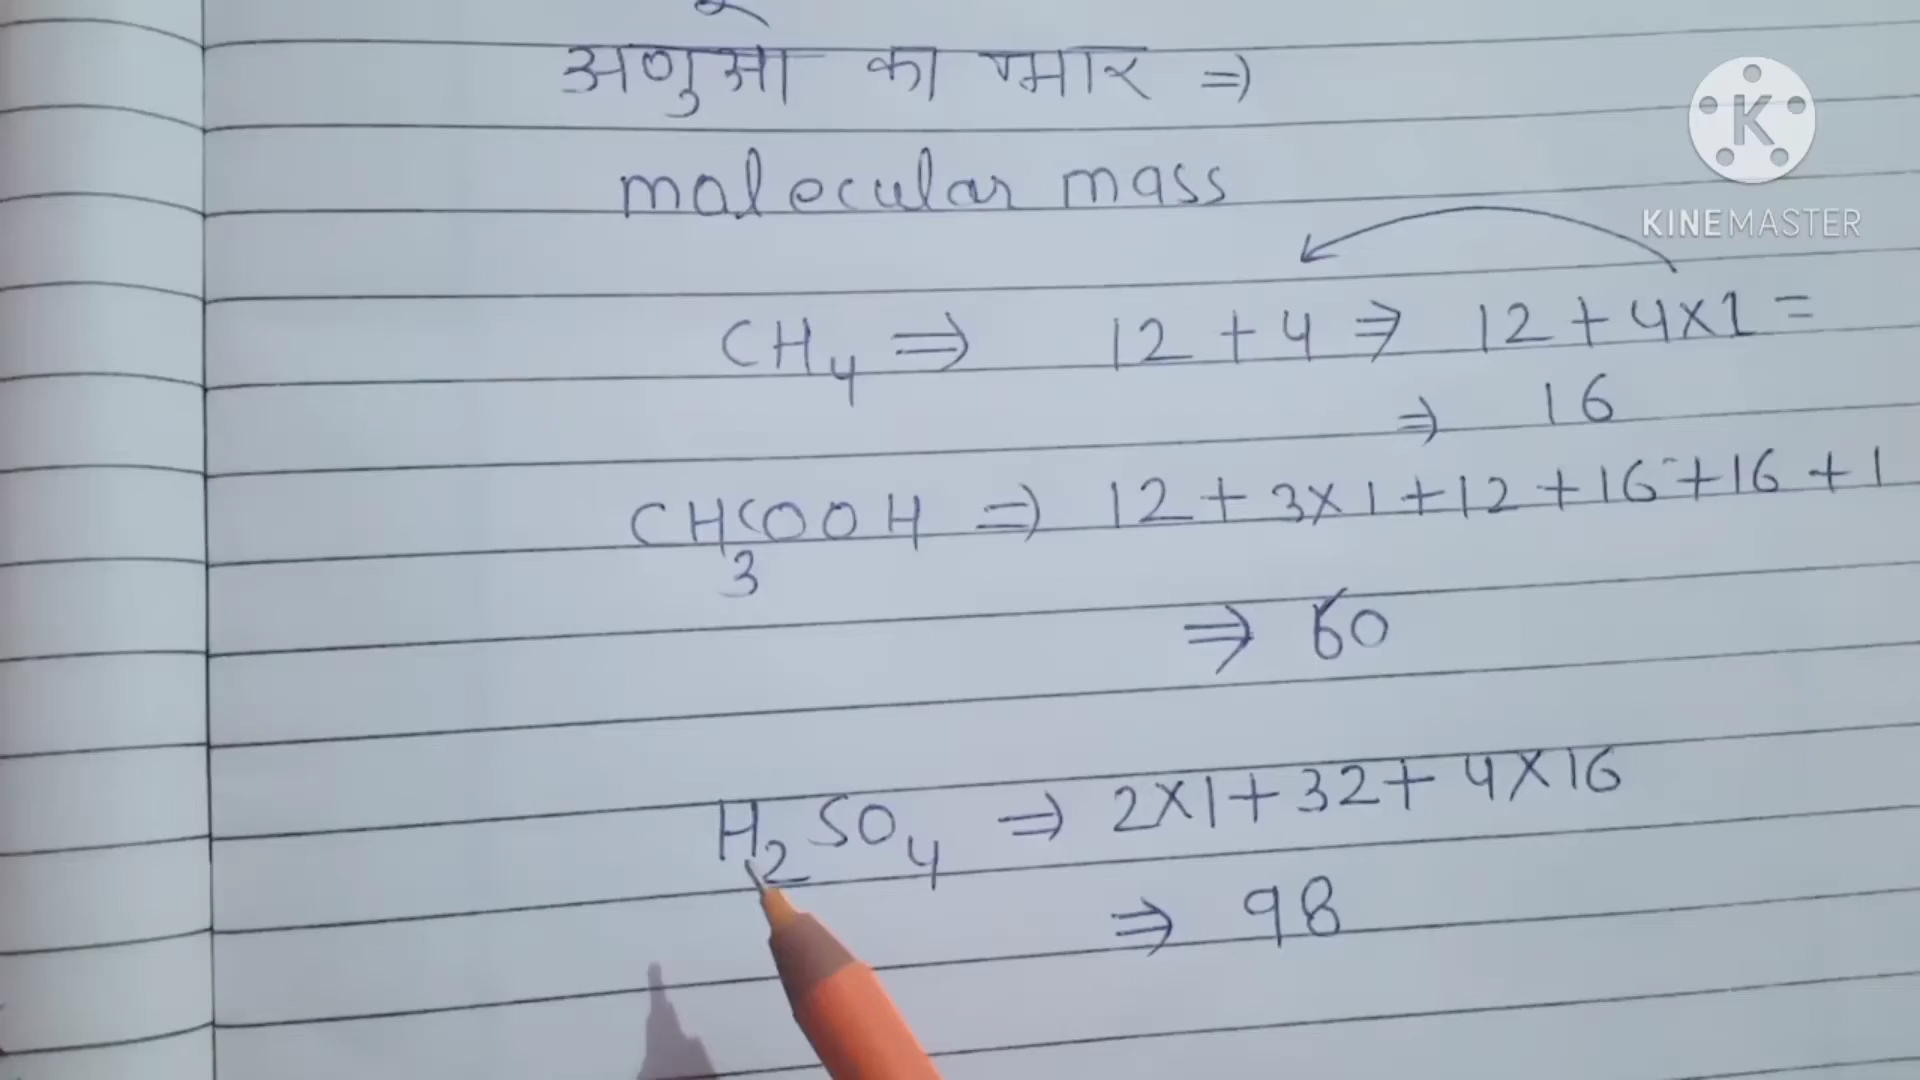 अणुओ का भार ⇒
K
KINEMASTER
molecular mass
CH₄ ⇒ 12 + 4 ⇒ 12 + 4×1 =
⇒ 16
CH₃COOH ⇒ 12 + 3×1 + 12 + 16 + 16 + 1
⇒ 60
H₂SO₄ ⇒ 2×1 + 32 + 4×16
⇒ 98